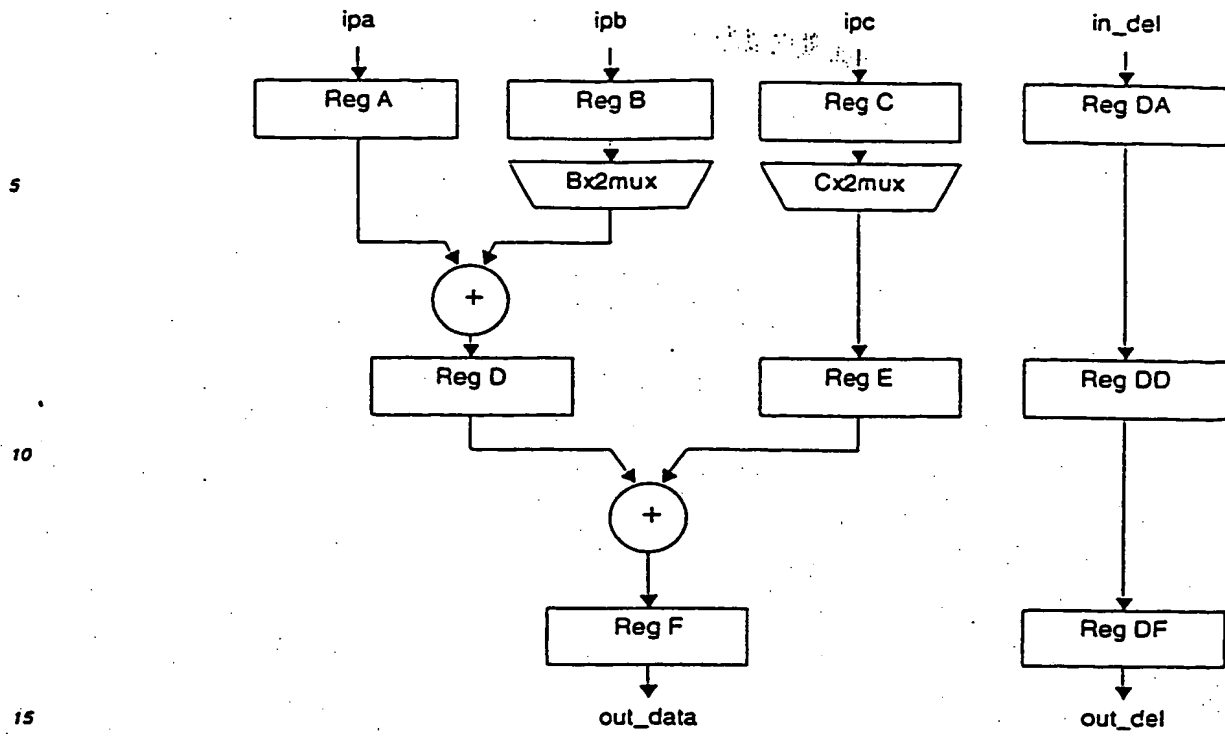 ipa ipb ipc in_del
Reg A Reg B Reg C Reg DA
5 Bx2mux Cx2mux
+
Reg D Reg E Reg DD
10
+
Reg F Reg DF
15 out_data out_del